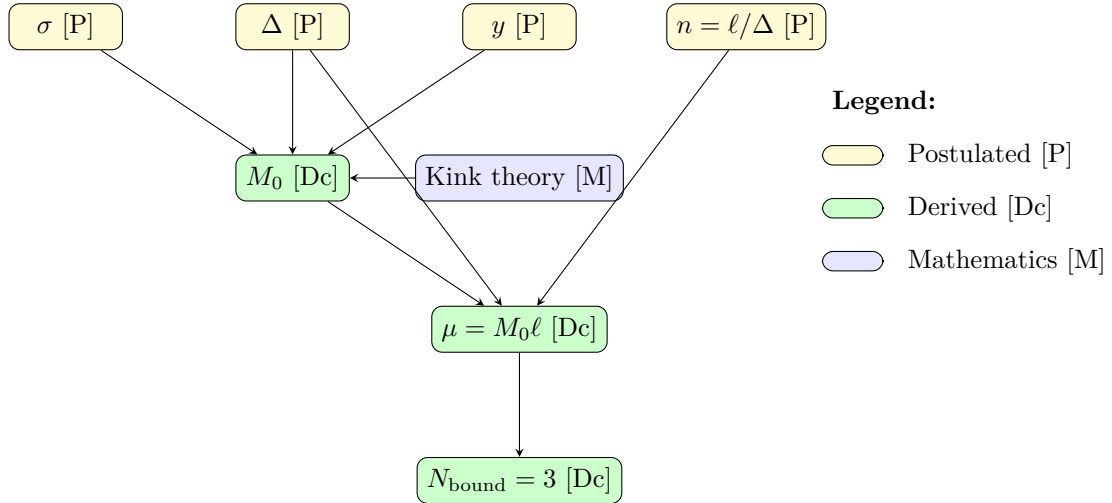 σ [P]
Δ [P]
y [P]
n = ℓ/Δ [P]
Legend:
Postulated [P]
M₀ [Dc]
Kink theory [M]
Derived [Dc]
Mathematics [M]
μ = M₀ℓ [Dc]
N_bound = 3 [Dc]